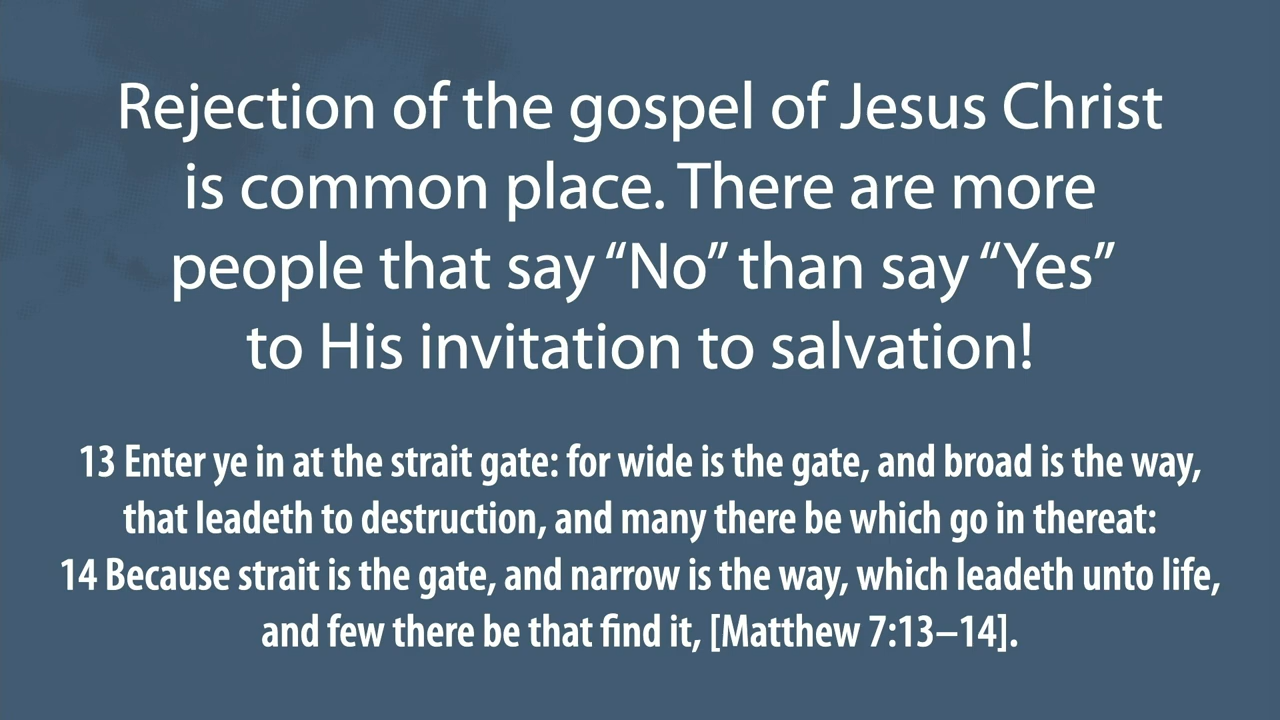 Rejection of the gospel of Jesus Christ
is common place. There are more
people that say “No” than say “Yes”
to His invitation to salvation!
13 Enter ye in at the strait gate: for wide is the gate, and broad is the way,
that leadeth to destruction, and many there be which go in thereat:
14 Because strait is the gate, and narrow is the way, which leadeth unto life,
and few there be that find it, [Matthew 7:13–14].